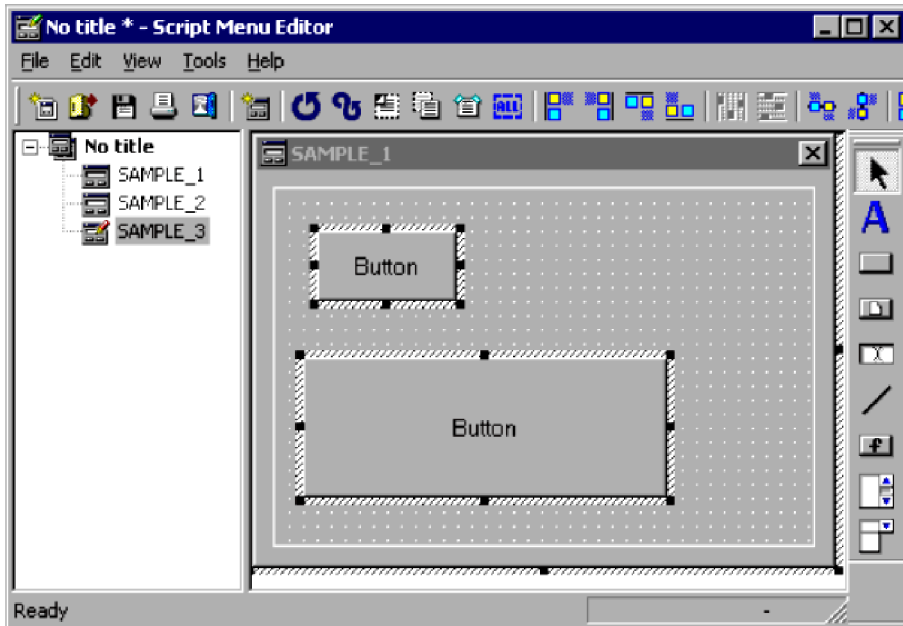 No title * - Script Menu Editor
File Edit View Tools Help
ALL
No title
SAMPLE_1
SAMPLE_2
SAMPLE_3
SAMPLE_1
Button
Button
A
f
Ready
-